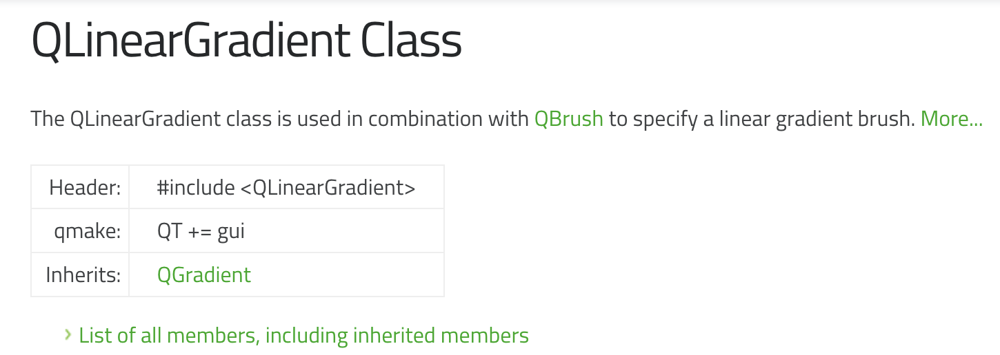 QLinearGradient Class
The QLinearGradient class is used in combination with QBrush to specify a linear gradient brush. More...
Header: #include <QLinearGradient>
qmake: QT += gui
Inherits: QGradient
› List of all members, including inherited members